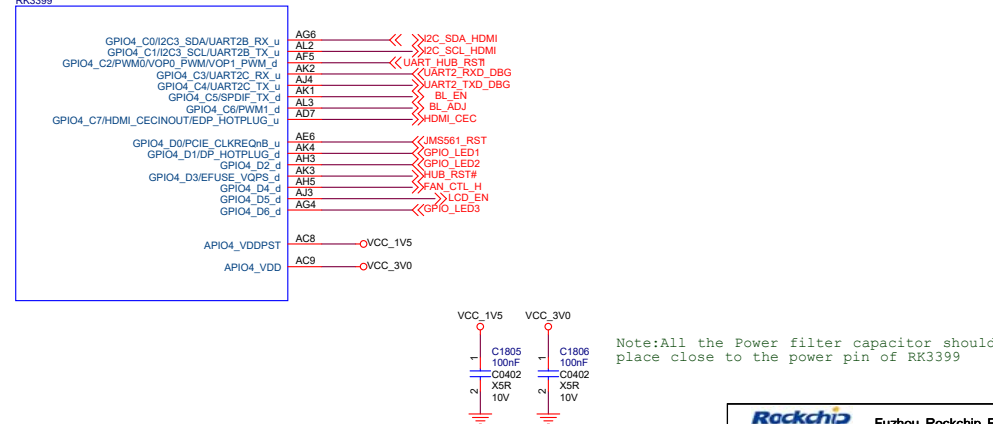 RK3399
GPIO4_C0/I2C3_SDA/UART2B_RX_u AG6 I2C_SDA_HDMI
GPIO4_C1/I2C3_SCL/UART2B_TX_u AL2 I2C_SCL_HDMI
GPIO4_C2/PWM0/VOP0_PWM/VOP1_PWM_d AF5 UART_HUB_RST
GPIO4_C3/UART2C_RX_u AK2 UART2_RXD_DBG
GPIO4_C4/UART2C_TX_u AJ4 UART2_TXD_DBG
GPIO4_C5/SPDIF_TX_d AK1 BL_EN
GPIO4_C6/PWM1_d AL3 BL_ADJ
GPIO4_C7/HDMI_CECINOUT/EDP_HOTPLUG_u AD7 HDMI_CEC
GPIO4_D0/PCIE_CLKREQnB_u AE6 JMS561_RST
GPIO4_D1/DP_HOTPLUG_d AK4 GPIO_LED1
GPIO4_D2_d AH3 GPIO_LED2
GPIO4_D3/EFUSE_VQPS_d AK3 HUB_RST#
GPIO4_D4_d AH5 FAN_CTL_H
GPIO4_D5_d AJ3 LCD_EN
GPIO4_D6_d AG4 GPIO_LED3
APIO4_VDDPST AC8 VCC_1V5
APIO4_VDD AC9 VCC_3V0
VCC_1V5 VCC_3V0
1 C1805 1 C1806
100nF 100nF
C0402 C0402
2 X5R 2 X5R
10V 10V
Note:All the Power filter capacitor should
place close to the power pin of RK3399
Rockchip Fuzhou Rockchip